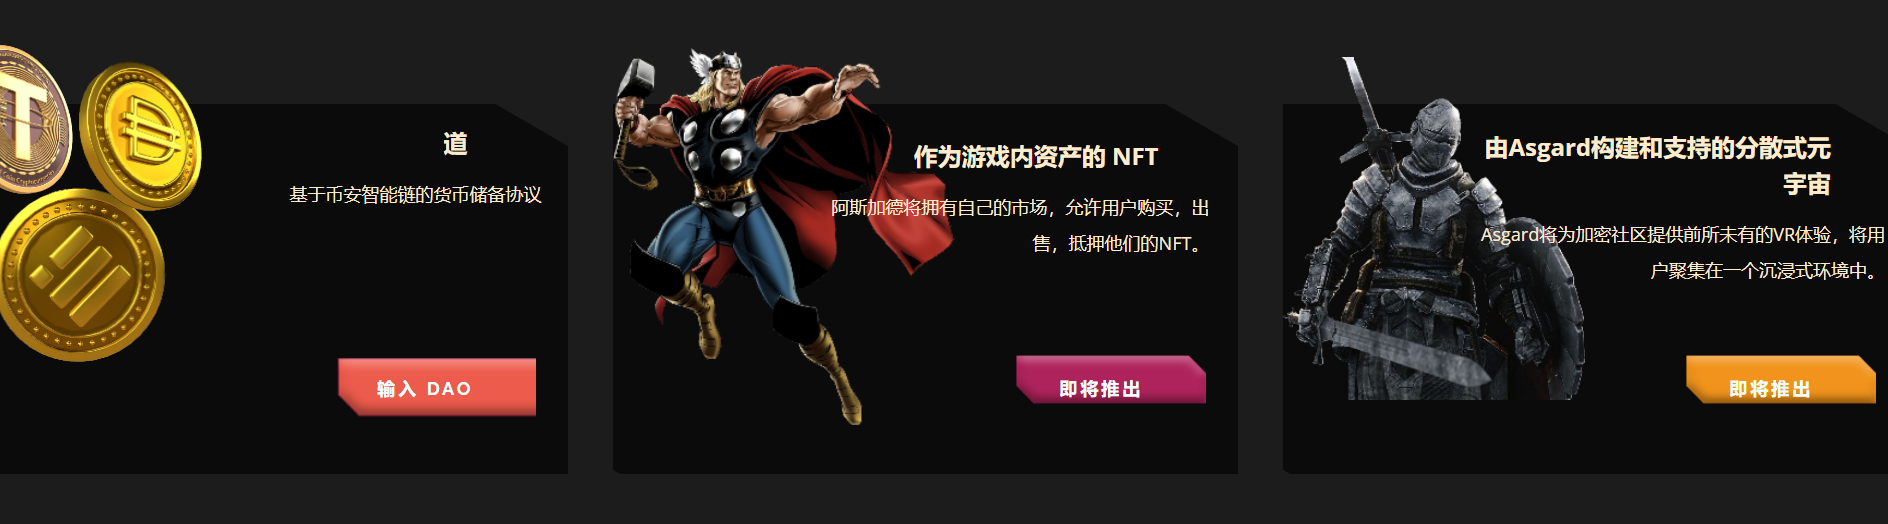 道
基于币安智能链的货币储备协议
输入 DAO
作为游戏内资产的 NFT
阿斯加德将拥有自己的市场，允许用户购买，出
售，抵押他们的NFT。
即将推出
由Asgard构建和支持的分散式元
宇宙
Asgard将为加密社区提供前所未有的VR体验，将用
户聚集在一个沉浸式环境中。
即将推出